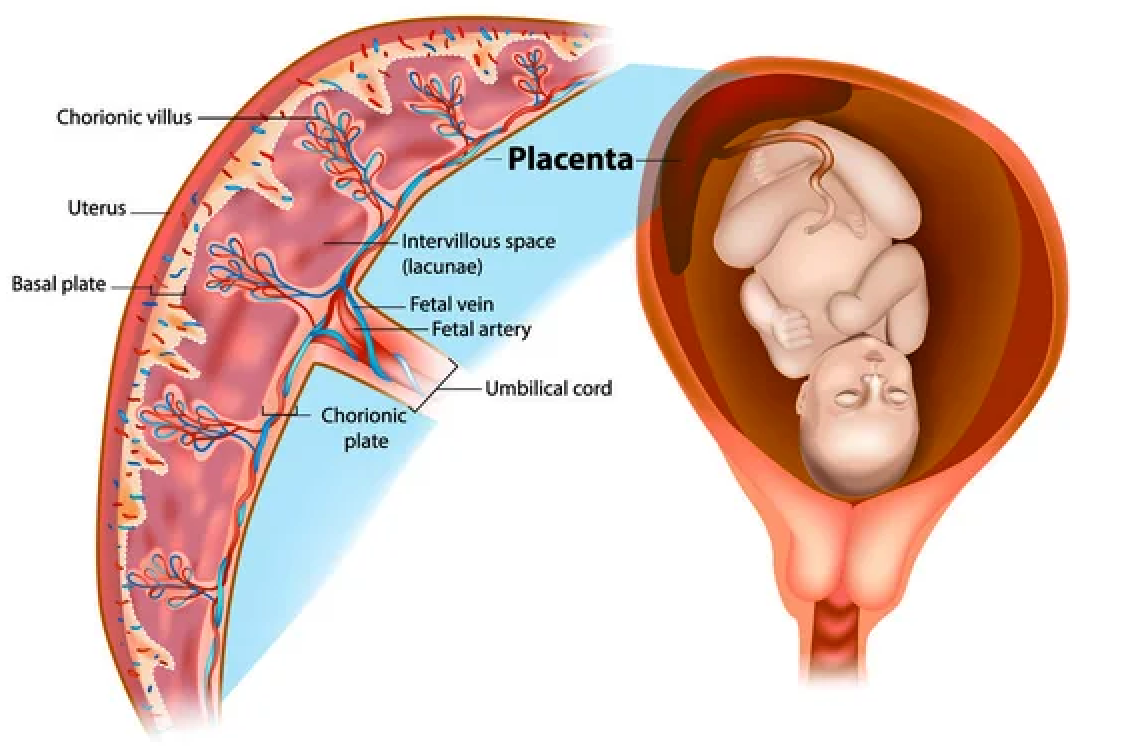 Chorionic villus
Placenta
Uterus
Intervillous space
(lacunae)
Basal plate
Fetal vein
Fetal artery
Umbilical cord
Chorionic
plate